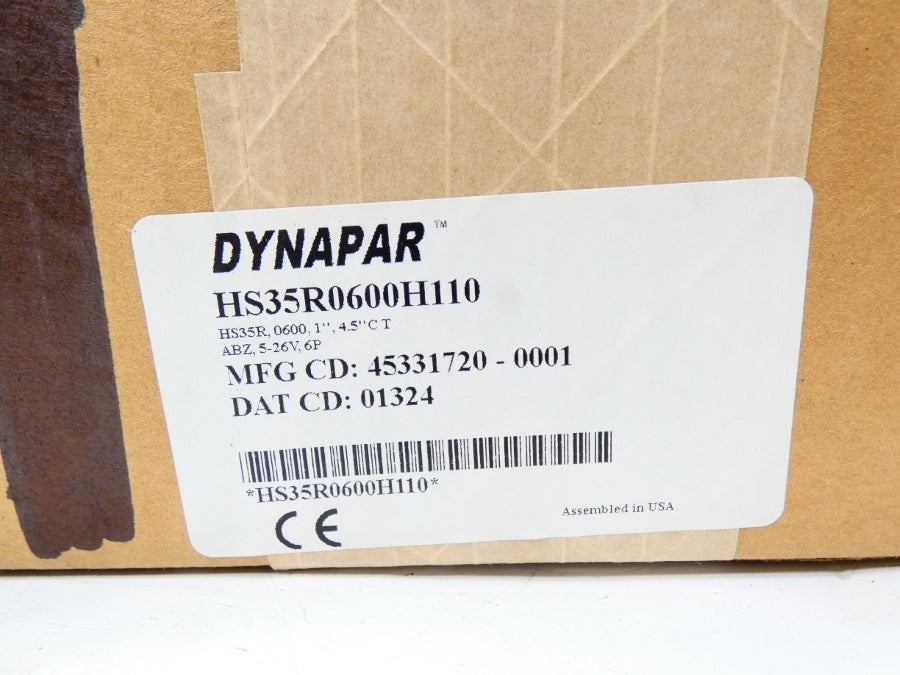 DYNAPAR™
HS35R0600H110
HS35R, 0600, 1'', 4.5''C T
ABZ, 5-26V, 6P
MFG CD: 45331720 - 0001
DAT CD: 01324
*HS35R0600H110*
CE
Assembled in USA